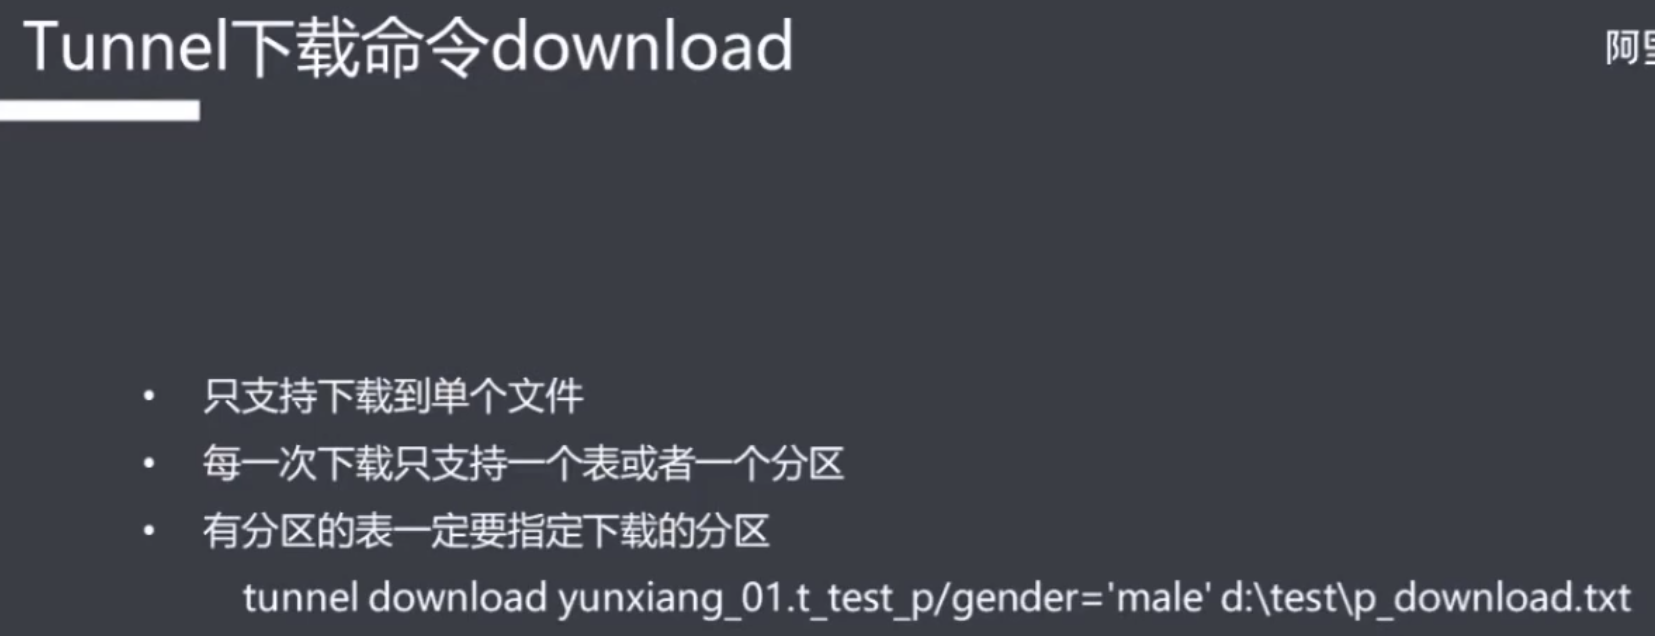 Tunnel下载命令download
阿里
• 只支持下载到单个文件
• 每一次下载只支持一个表或者一个分区
• 有分区的表一定要指定下载的分区
tunnel download yunxiang_01.t_test_p/gender='male' d:\test\p_download.txt